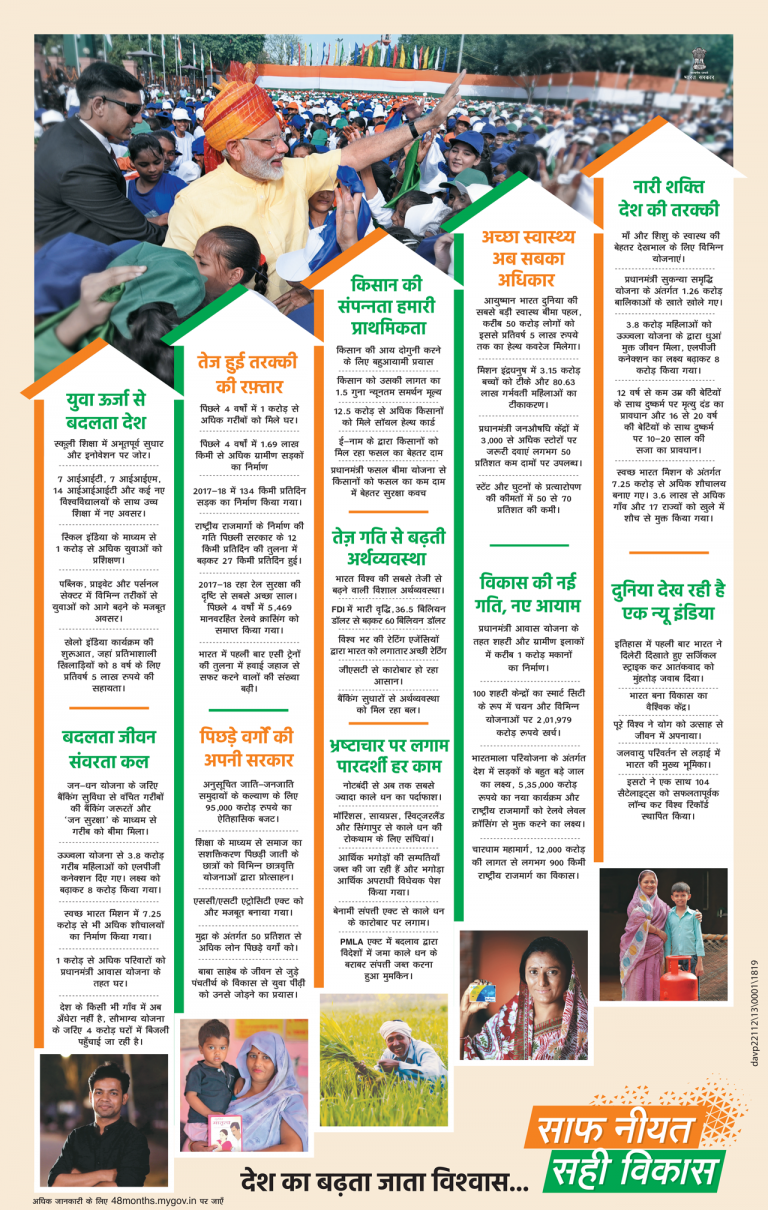 भारत सरकार
युवा ऊर्जा से
बदलता देश
स्कूली शिक्षा में अभूतपूर्व सुधार
और इनोवेशन पर जोर।
7 आईआईटी, 7 आईआईएम,
14 आईआईआईटी और कई नए
विश्वविद्यालयों के साथ उच्च
शिक्षा में नए अवसर।
स्किल इंडिया के माध्यम से
1 करोड़ से अधिक युवाओं को
प्रशिक्षण।
पब्लिक, प्राइवेट और पर्सनल
सेक्टर में विभिन्न तरीकों से
युवाओं को आगे बढ़ने के मजबूत
अवसर।
खेलो इंडिया कार्यक्रम की
शुरूआत, जहां प्रतिभाशाली
खिलाड़ियों को 8 वर्ष के लिए
प्रतिवर्ष 5 लाख रुपये की
सहायता।
बदलता जीवन
संवरता कल
जन-धन योजना के जरिए
बैंकिंग सुविधा से वंचित गरीबों
की बैंकिंग जरूरतें और
'जन सुरक्षा' के माध्यम से
गरीब को बीमा मिला।
उज्ज्वला योजना से 3.8 करोड़
गरीब महिलाओं को एलपीजी
कनेक्शन दिए गए। लक्ष्य को
बढ़ाकर 8 करोड़ किया गया।
स्वच्छ भारत मिशन में 7.25
करोड़ से भी अधिक शौचालयों
का निर्माण किया गया।
1 करोड़ से अधिक परिवारों को
प्रधानमंत्री आवास योजना के
तहत घर।
देश के किसी भी गाँव में अब
अँधेरा नहीं है, सौभाग्य योजना
के जरिए 4 करोड़ घरों में बिजली
पहुँचाई जा रही है।
तेज हुई तरक्की
की रफ़्तार
पिछले 4 वर्षों में 1 करोड़ से
अधिक गरीबों को मिले घर।
पिछले 4 वर्षों में 1.69 लाख
किमी से अधिक ग्रामीण सड़कों
का निर्माण
2017-18 में 134 किमी प्रतिदिन
सड़क का निर्माण किया गया।
राष्ट्रीय राजमार्गों के निर्माण की
गति पिछली सरकार के 12
किमी प्रतिदिन की तुलना में
बढ़कर 27 किमी प्रतिदिन हुई।
2017-18 रहा रेल सुरक्षा की
दृष्टि से सबसे अच्छा साल।
पिछले 4 वर्षों में 5,469
मानवरहित रेलवे क्रासिंग को
समाप्त किया गया।
भारत में पहली बार एसी ट्रेनों
की तुलना में हवाई जहाज से
सफर करने वालों की संख्या
बढ़ी।
पिछड़े वर्गों की
अपनी सरकार
अनुसूचित जाति-जनजाति
समुदायों के कल्याण के लिए
95,000 करोड़ रुपये का
ऐतिहासिक बजट।
शिक्षा के माध्यम से समाज का
सशक्तिकरण पिछड़ी जाती के
छात्रों को विभिन्न छात्रवृत्ति
योजनाओं द्वारा प्रोत्साहन।
एससी/एसटी एट्रोसिटी एक्ट को
और मजबूत बनाया गया।
मुद्रा के अंतर्गत 50 प्रतिशत से
अधिक लोन पिछड़े वर्गों को।
बाबा साहेब के जीवन से जुड़े
पंचतीर्थ के विकास से युवा पीढ़ी
को उनसे जोड़ने का प्रयास।
किसान की
संपन्नता हमारी
प्राथमिकता
किसान की आय दोगुनी करने
के लिए बहुआयामी प्रयास
किसान को उसकी लागत का
1.5 गुना न्यूनतम समर्थन मूल्य
12.5 करोड़ से अधिक किसानों
को मिले सॉयल हेल्थ कार्ड
ई-नाम के द्वारा किसानों को
मिल रहा फसल का बेहतर दाम
प्रधानमंत्री फसल बीमा योजना से
किसानों को फसल का कम दाम
में बेहतर सुरक्षा कवच
तेज़ गति से बढ़ती
अर्थव्यवस्था
भारत विश्व की सबसे तेजी से
बढ़ने वाली विशाल अर्थव्यवस्था।
FDI में भारी वृद्धि, 36.5 बिलियन
डॉलर से बढ़कर 60 बिलियन डॉलर
विश्व भर की रेटिंग एजेंसियों
द्वारा भारत को लगातार अच्छी रेटिंग
जीएसटी से कारोबार हो रहा
आसान।
बैंकिंग सुधारों से अर्थव्यवस्था
को मिल रहा बल।
भ्रष्टाचार पर लगाम
पारदर्शी हर काम
नोटबंदी से अब तक सबसे
ज्यादा काले धन का पर्दाफाश।
मॉरिशस, सायप्रस, स्विट्जरलैंड
और सिंगापुर से काले धन की
रोकथाम के लिए संधियां।
आर्थिक भगोड़ों की सम्पतियाँ
जब्त की जा रही हैं और भगोड़ा
आर्थिक अपराधी विधेयक पेश
किया गया।
बेनामी संपत्ती एक्ट से काले धन
के कारोबार पर लगाम।
PMLA एक्ट में बदलाव द्वारा
विदेशों में जमा काले धन के
बराबर संपत्ती जब्त करना
हुआ मुमकिन।
अच्छा स्वास्थ्य
अब सबका
अधिकार
आयुष्मान भारत दुनिया की
सबसे बड़ी स्वास्थ बीमा पहल,
करीब 50 करोड़ लोगों को
इससे प्रतिवर्ष 5 लाख रुपये
तक का हेल्थ कवरेज मिलेगा।
मिशन इंद्रधनुष में 3.15 करोड़
बच्चों को टीके और 80.63
लाख गर्भवती महिलाओं का
टीकाकरण।
प्रधानमंत्री जनऔषधि केंद्रों में
3,000 से अधिक स्टोरों पर
जरूरी दवाएं लगभग 50
प्रतिशत कम दामों पर उपलब्ध।
स्टेंट और घुटनों के प्रत्यारोपण
की कीमतों में 50 से 70
प्रतिशत की कमी।
विकास की नई
गति, नए आयाम
प्रधानमंत्री आवास योजना के
तहत शहरी और ग्रामीण इलाकों
में करीब 1 करोड़ मकानों
का निर्माण।
100 शहरी केन्द्रों का स्मार्ट सिटी
के रूप में चयन और विभिन्न
योजनाओं पर 2,01,979
करोड़ रूपये खर्च।
भारतमाला परियोजना के अंतर्गत
देश में सड़कों के बहुत बड़े जाल
का लक्ष्य, 5,35,000 करोड़
रूपये का नया कार्यक्रम और
राष्ट्रीय राजमार्गों को रेलवे लेवल
क्रॉसिंग से मुक्त करने का लक्ष्य।
चारधाम महामार्ग, 12,000 करोड़
की लागत से लगभग 900 किमी
राष्ट्रीय राजमार्ग का विकास।
नारी शक्ति
देश की तरक्की
माँ और शिशु के स्वास्थ की
बेहतर देखभाल के लिए विभिन्न
योजनाएं।
प्रधानमंत्री सुकन्या समृद्धि
योजना के अंतर्गत 1.26 करोड़
बालिकाओं के खाते खोले गए।
3.8 करोड़ महिलाओं को
उज्ज्वला योजना के द्वारा धुआं
मुक्त जीवन मिला, एलपीजी
कनेक्शन का लक्ष्य बढ़ाकर 8
करोड़ किया गया।
12 वर्ष से कम उम्र की बेटियों
के साथ दुष्कर्म पर मृत्यु दंड का
प्रावधान और 16 से 20 वर्ष
की बेटियों के साथ दुष्कर्म
पर 10-20 साल की
सजा का प्रावधान।
स्वच्छ भारत मिशन के अंतर्गत
7.25 करोड़ से अधिक शौचालय
बनाए गए। 3.6 लाख से अधिक
गाँव और 17 राज्यों को खुले में
शौच से मुक्त किया गया।
दुनिया देख रही है
एक न्यू इंडिया
इतिहास में पहली बार भारत ने
दिलेरी दिखाते हुए सर्जिकल
स्ट्राइक कर आतंकवाद को
मुंहतोड़ जवाब दिया।
भारत बना विकास का
वैश्विक केंद्र।
पूरे विश्व ने योग को उत्साह से
जीवन में अपनाया।
जलवायु परिवर्तन से लड़ाई में
भारत की मुख्य भूमिका।
इसरो ने एक साथ 104
सैटेलाइट्स को सफलतापूर्वक
लॉन्च कर विश्व रिकॉर्ड
स्थापित किया।
davp22112\13\0001\1819
साफ नीयत
सही विकास
देश का बढ़ता जाता विश्वास...
अधिक जानकारी के लिए 48months.mygov.in पर जाएँ